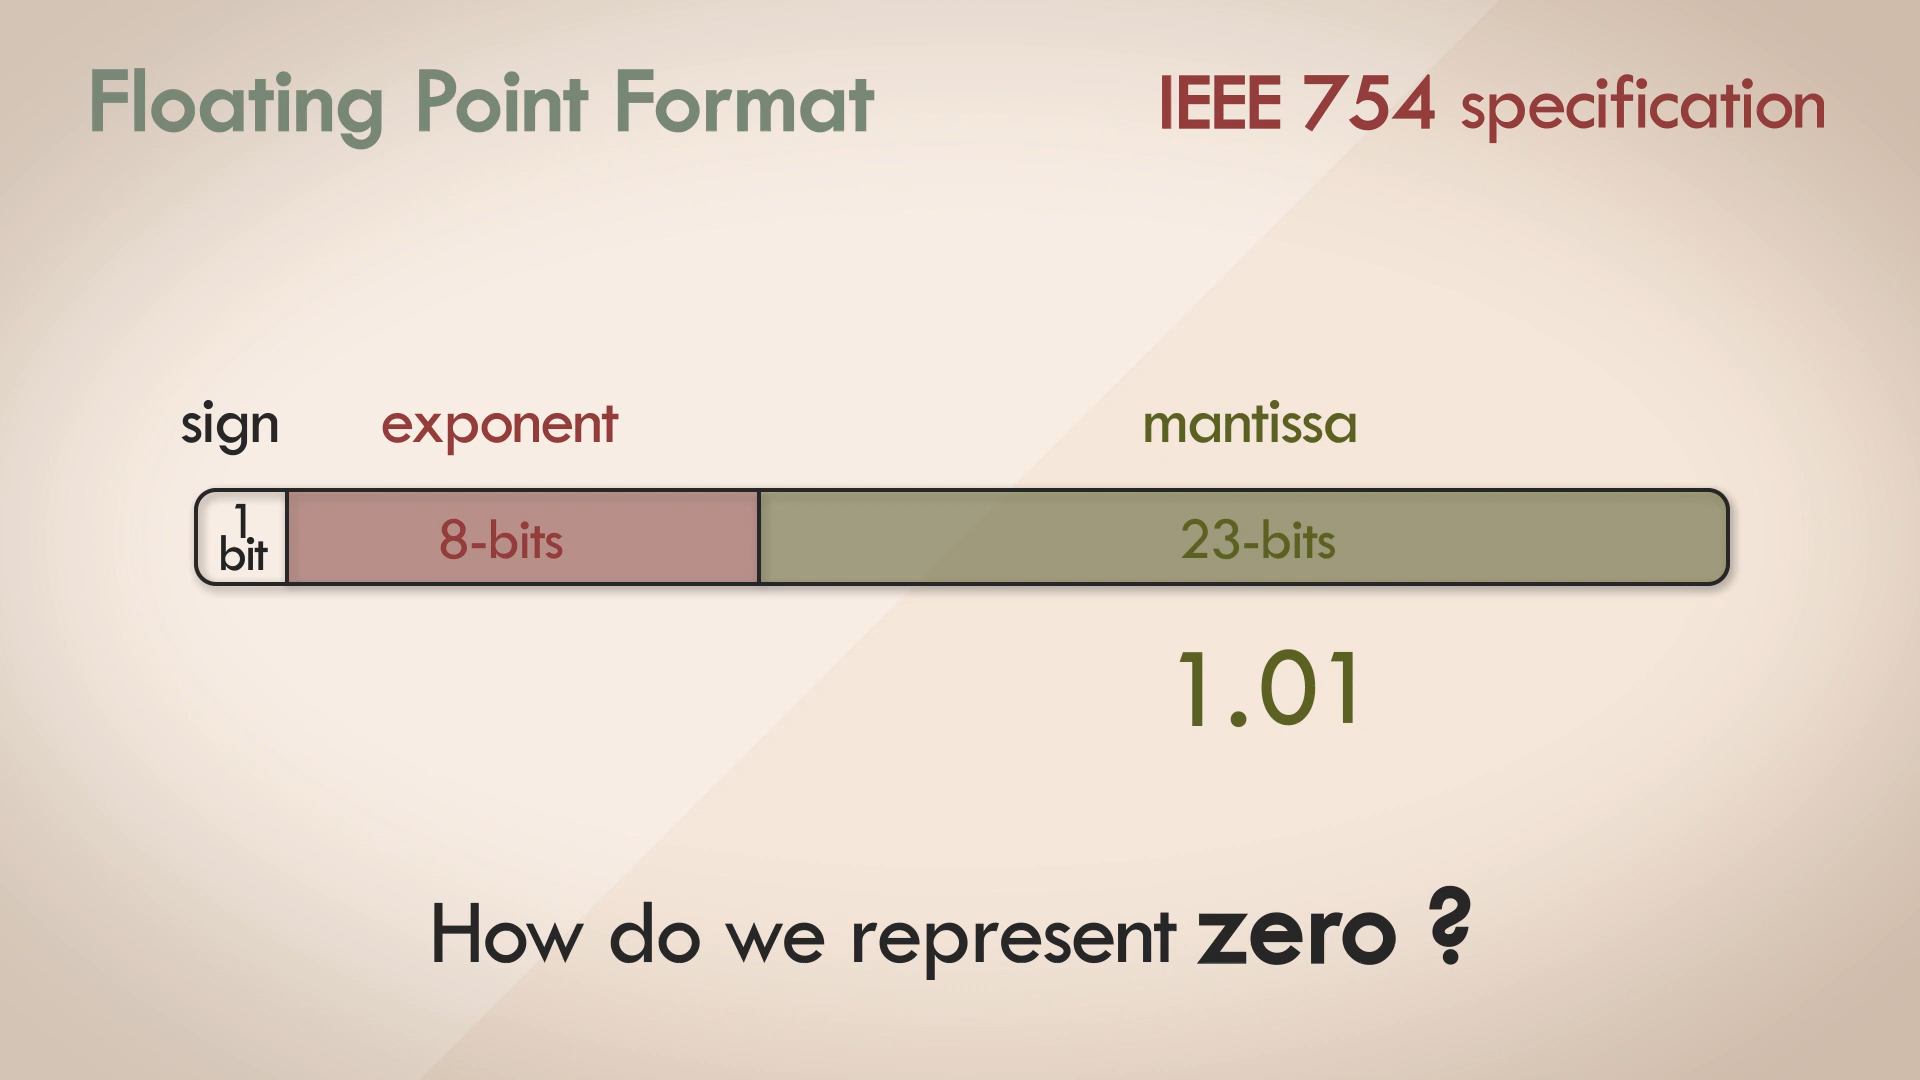 Floating Point Format
IEEE 754 specification
sign exponent mantissa
1
bit
8-bits
23-bits
1.01
How do we represent zero ?